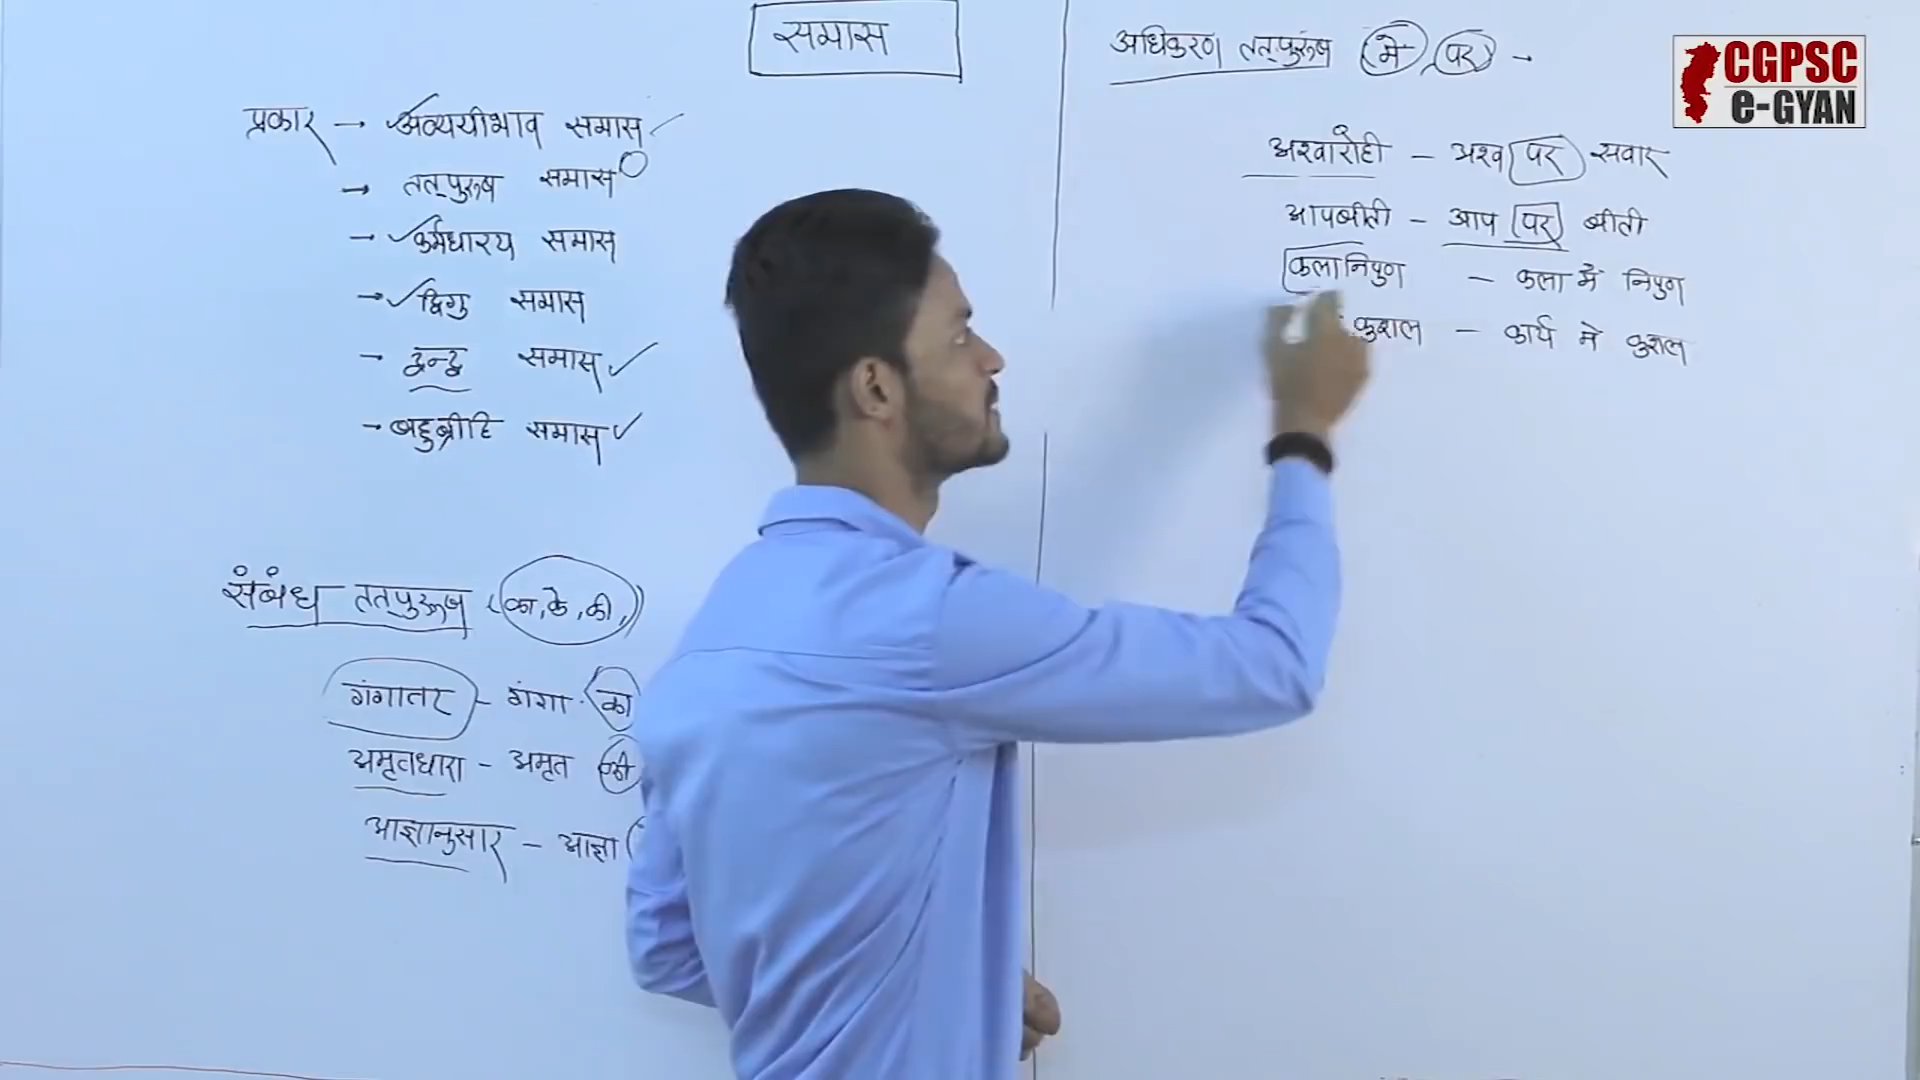 समास
प्रकार → अव्ययीभाव समास
→ तत्पुरूष समास
→ कर्मधारय समास
→ द्विगु समास
→ द्वन्द्व समास
→ बहुब्रीहि समास
संबंध तत्पुरूष (का, के, की,)
गंगातट - गंगा का
अमृतधारा - अमृत की
आज्ञानुसार - आज्ञा
अधिकरण तत्पुरूष (में, पर) -
अश्वारोही - अश्व पर सवार
आपबीती - आप पर बीती
कलानिपुण - कला में निपुण
कुशल - कार्य मे कुशल
CGPSC
e-GYAN